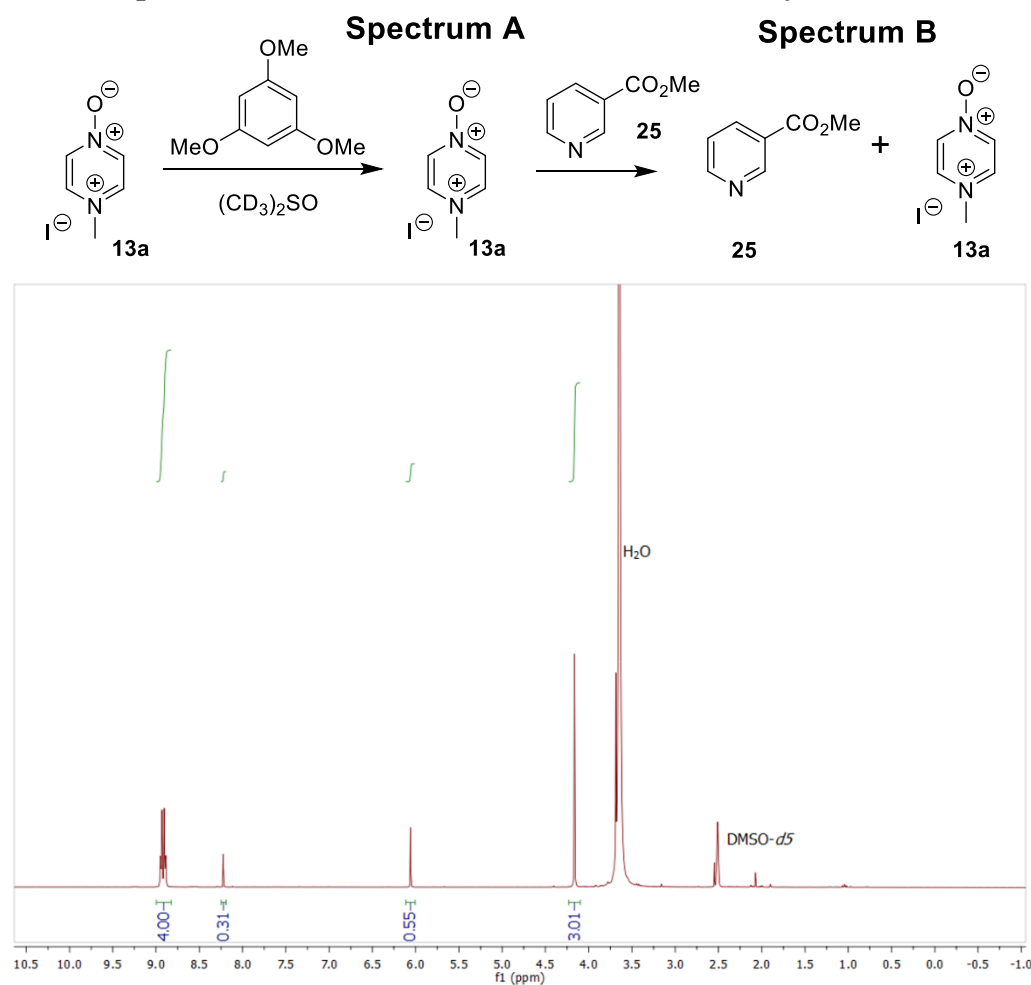 Spectrum A
Spectrum B
OMe
MeO
OMe
(CD3)2SO
O⊖
N⊕
⊕N
I⊖
13a
O⊖
N⊕
⊕N
I⊖
13a
CO2Me
N
25
CO2Me
N
25
+
O⊖
N⊕
⊕N
I⊖
13a
H2O
DMSO-d5
4.00
0.31
0.55
3.01
10.5 10.0 9.5 9.0 8.5 8.0 7.5 7.0 6.5 6.0 5.5 5.0 4.5 4.0 3.5 3.0 2.5 2.0 1.5 1.0 0.5 0.0 -0.5 -1.0
f1 (ppm)